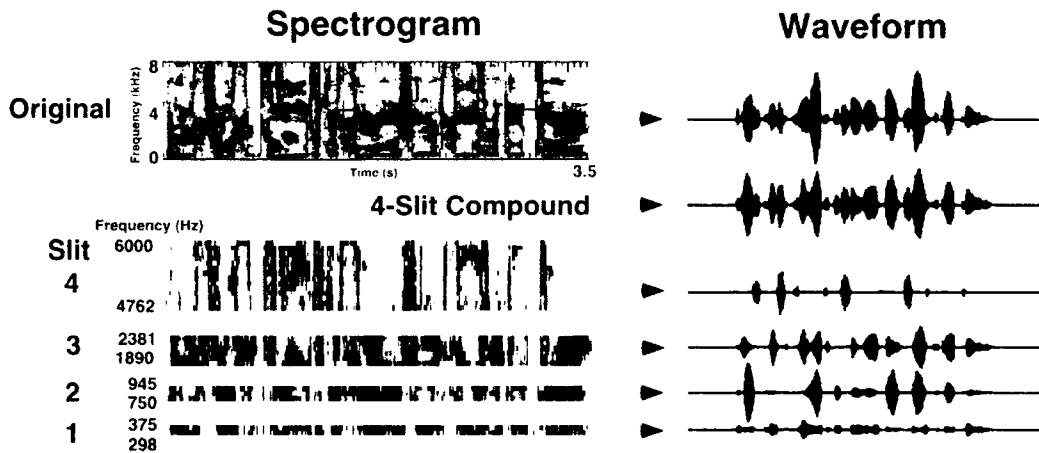 Spectrogram
Waveform
Original
Frequency (kHz)
8
4
0
Time (s)
3.5
4-Slit Compound
Frequency (Hz)
Slit
4
6000
4762
3
2381
1890
2
945
750
1
375
298